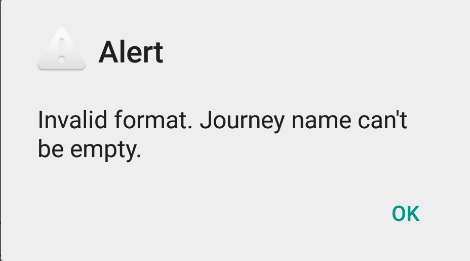 Alert
Invalid format. Journey name can't
be empty.
OK